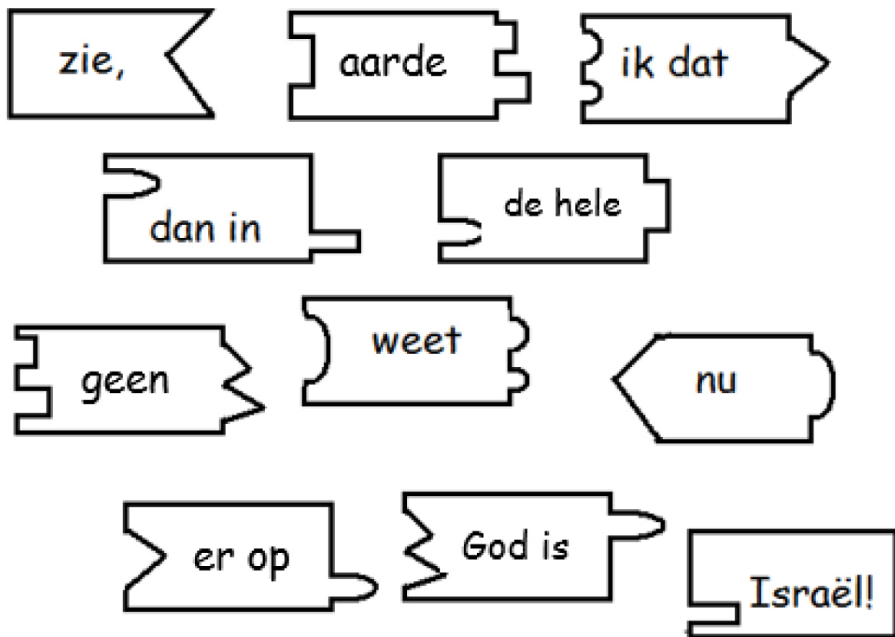 zie,
aarde
ik dat
dan in
de hele
geen
weet
nu
er op
God is
Israël!